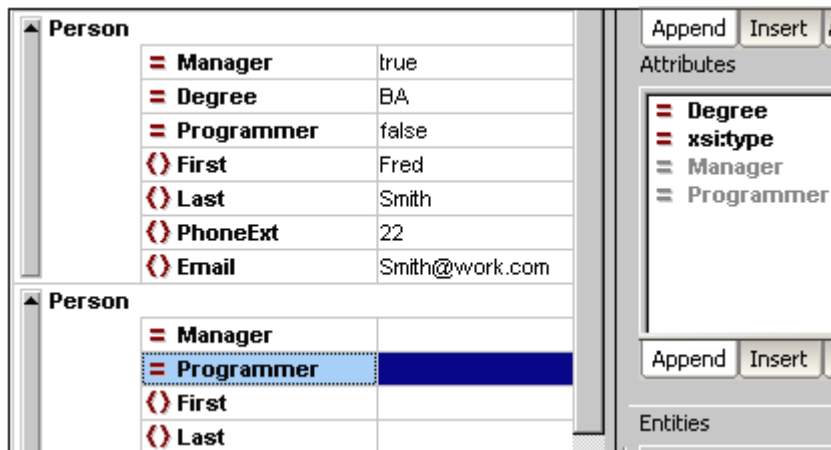 Person
= Manager true
= Degree BA
= Programmer false
() First Fred
() Last Smith
() PhoneExt 22
() Email Smith@work.com
Person
= Manager
= Programmer
() First
() Last
Append Insert
Attributes
= Degree
= xsi:type
= Manager
= Programmer
Append Insert
Entities